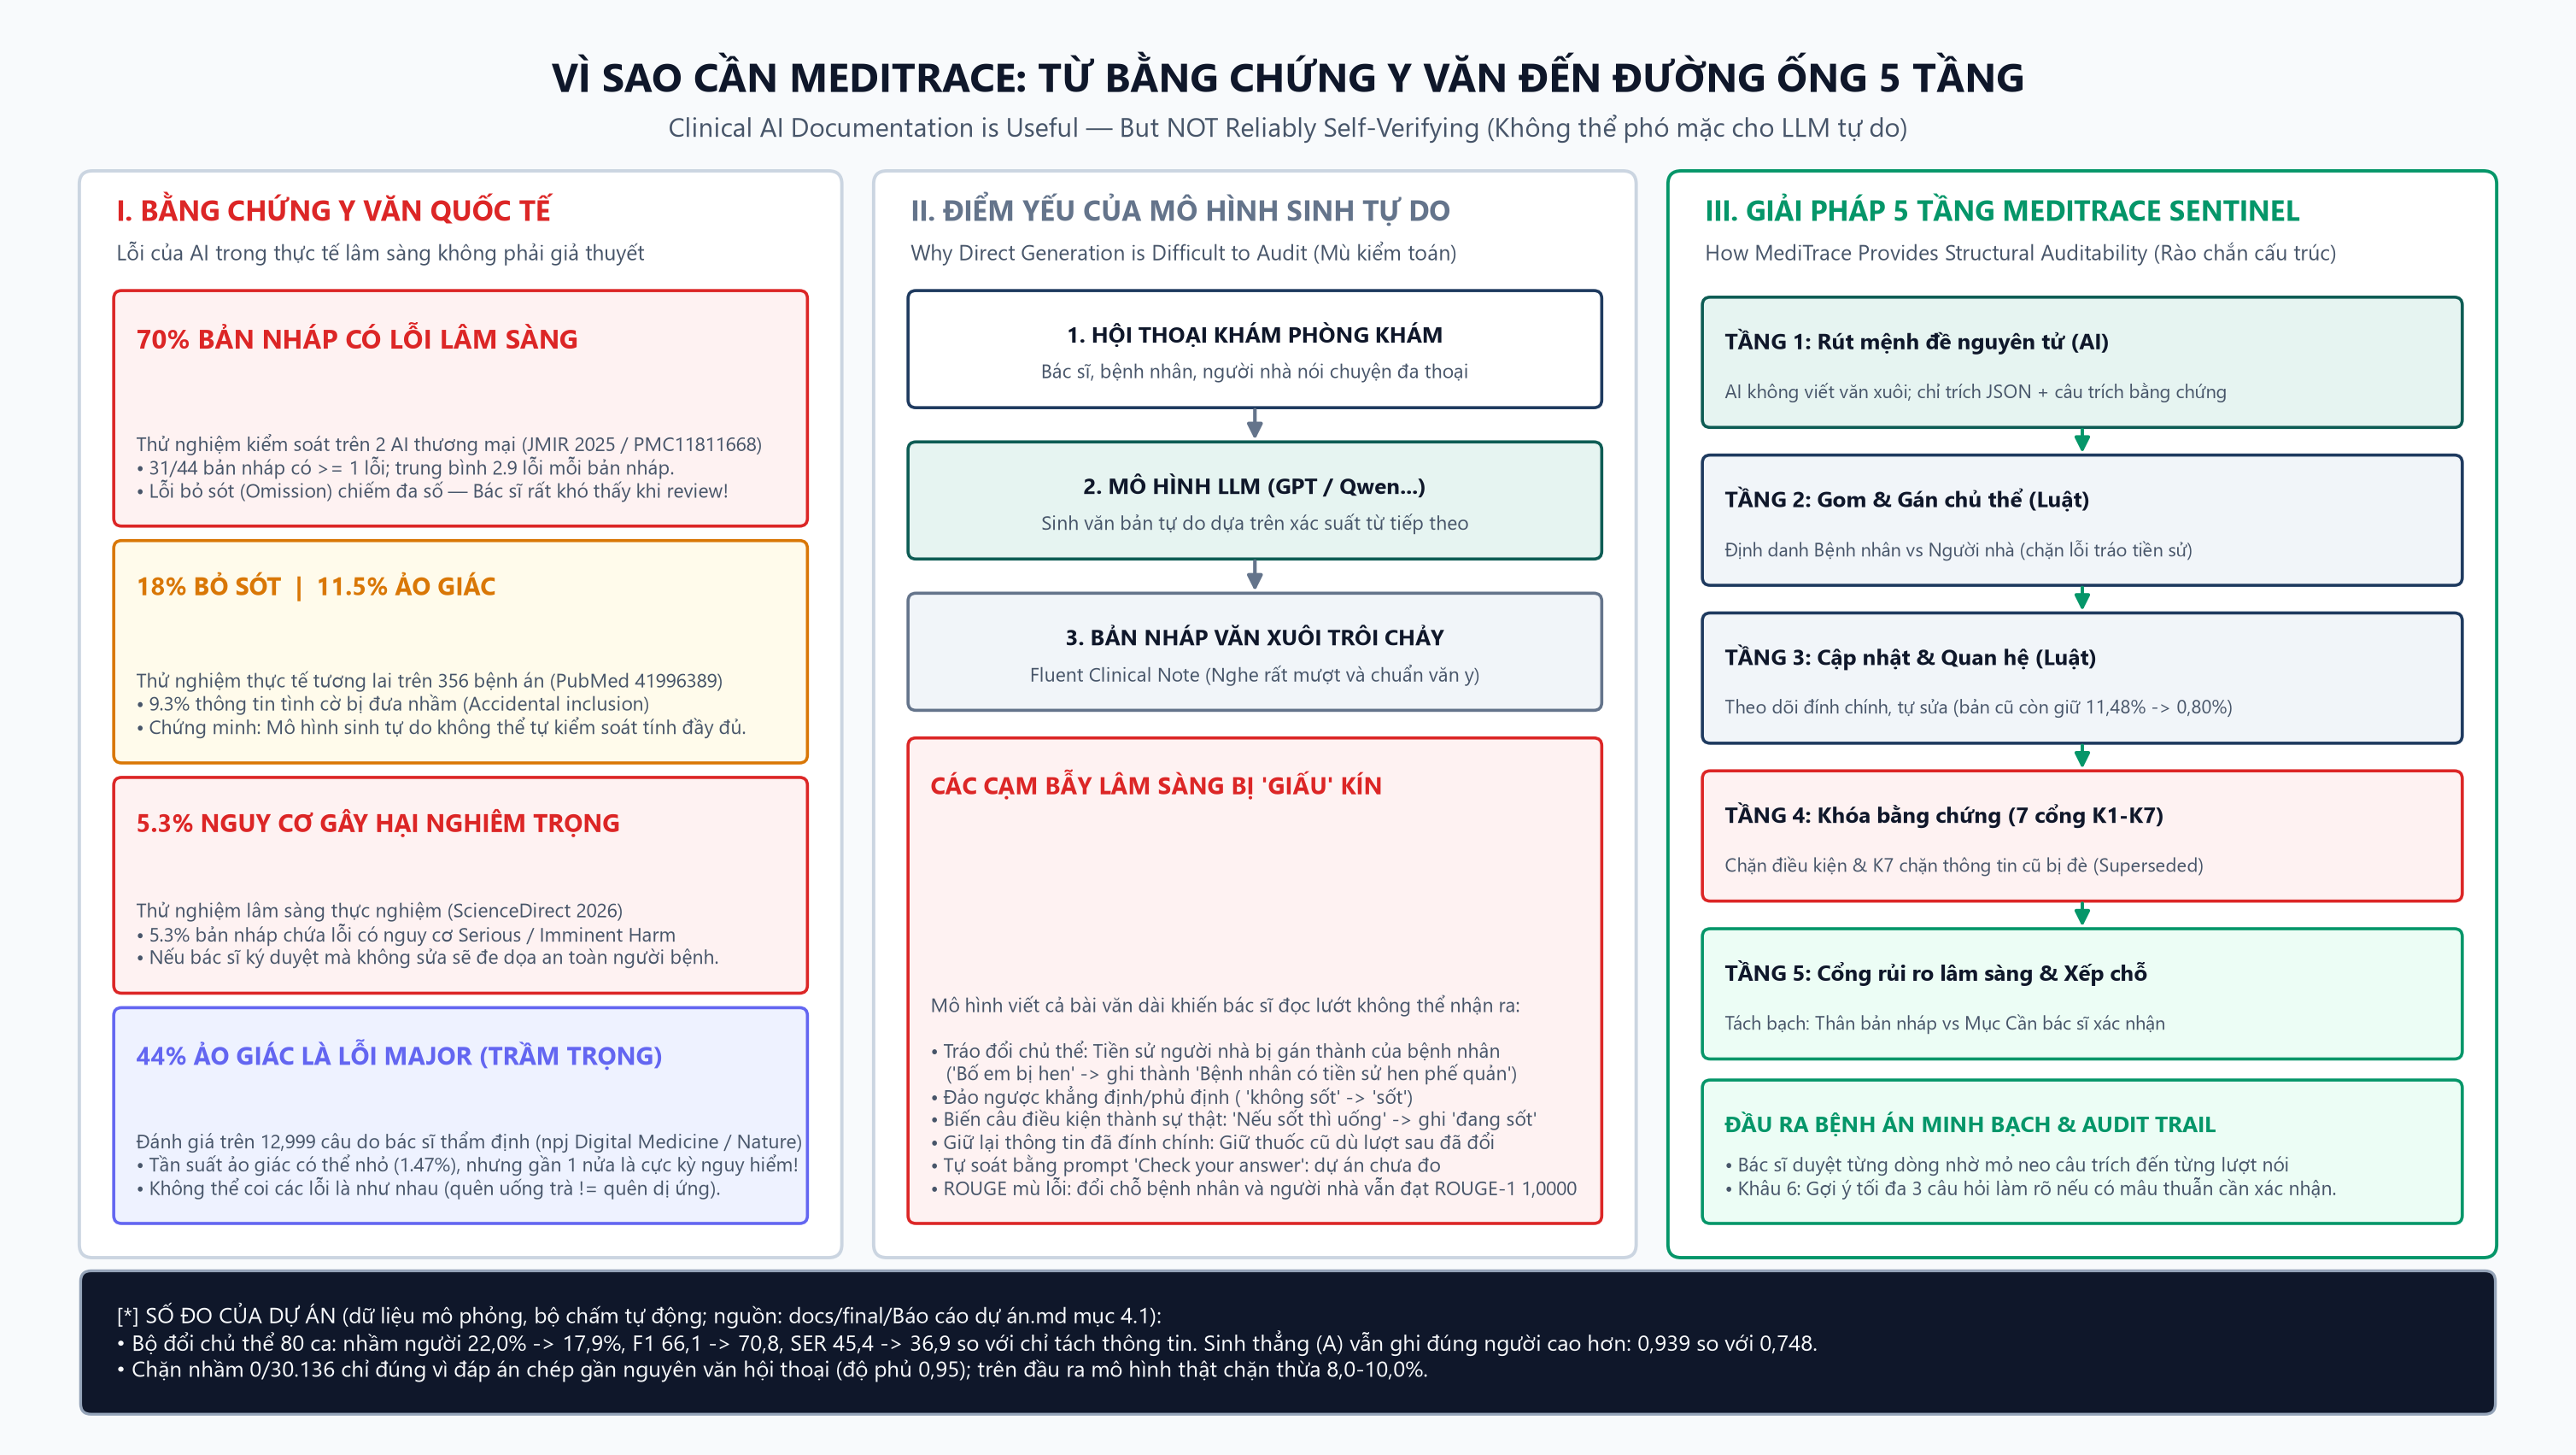 VÌ SAO CẦN MEDITRACE: TỪ BẰNG CHỨNG Y VĂN ĐẾN ĐƯỜNG ỐNG 5 TẦNG
Clinical AI Documentation is Useful — But NOT Reliably Self-Verifying (Không thể phó mặc cho LLM tự do)
I. BẰNG CHỨNG Y VĂN QUỐC TẾ
Lỗi của AI trong thực tế lâm sàng không phải giả thuyết
70% BẢN NHÁP CÓ LỖI LÂM SÀNG
Thử nghiệm kiểm soát trên 2 AI thương mại (JMIR 2025 / PMC11811668)
• 31/44 bản nháp có >= 1 lỗi; trung bình 2.9 lỗi mỗi bản nháp.
• Lỗi bỏ sót (Omission) chiếm đa số — Bác sĩ rất khó thấy khi review!
18% BỎ SÓT | 11.5% ẢO GIÁC
Thử nghiệm thực tế tương lai trên 356 bệnh án (PubMed 41996389)
• 9.3% thông tin tình cờ bị đưa nhầm (Accidental inclusion)
• Chứng minh: Mô hình sinh tự do không thể tự kiểm soát tính đầy đủ.
5.3% NGUY CƠ GÂY HẠI NGHIÊM TRỌNG
Thử nghiệm lâm sàng thực nghiệm (ScienceDirect 2026)
• 5.3% bản nháp chứa lỗi có nguy cơ Serious / Imminent Harm
• Nếu bác sĩ ký duyệt mà không sửa sẽ đe dọa an toàn người bệnh.
44% ẢO GIÁC LÀ LỖI MAJOR (TRẦM TRỌNG)
Đánh giá trên 12,999 câu do bác sĩ thẩm định (npj Digital Medicine / Nature)
• Tần suất ảo giác có thể nhỏ (1.47%), nhưng gần 1 nửa là cực kỳ nguy hiểm!
• Không thể coi các lỗi là như nhau (quên uống trà != quên dị ứng).
II. ĐIỂM YẾU CỦA MÔ HÌNH SINH TỰ DO
Why Direct Generation is Difficult to Audit (Mù kiểm toán)
1. HỘI THOẠI KHÁM PHÒNG KHÁM
Bác sĩ, bệnh nhân, người nhà nói chuyện đa thoại
2. MÔ HÌNH LLM (GPT / Qwen...)
Sinh văn bản tự do dựa trên xác suất từ tiếp theo
3. BẢN NHÁP VĂN XUÔI TRÔI CHẢY
Fluent Clinical Note (Nghe rất mượt và chuẩn văn y)
CÁC CẠM BẪY LÂM SÀNG BỊ 'GIẤU' KÍN
Mô hình viết cả bài văn dài khiến bác sĩ đọc lướt không thể nhận ra:
• Tráo đổi chủ thể: Tiền sử người nhà bị gán thành của bệnh nhân
('Bố em bị hen' -> ghi thành 'Bệnh nhân có tiền sử hen phế quản')
• Đảo ngược khẳng định/phủ định ( 'không sốt' -> 'sốt')
• Biến câu điều kiện thành sự thật: 'Nếu sốt thì uống' -> ghi 'đang sốt'
• Giữ lại thông tin đã đính chính: Giữ thuốc cũ dù lượt sau đã đổi
• Tự soát bằng prompt 'Check your answer': dự án chưa đo
• ROUGE mù lỗi: đổi chỗ bệnh nhân và người nhà vẫn đạt ROUGE-1 1,0000
III. GIẢI PHÁP 5 TẦNG MEDITRACE SENTINEL
How MediTrace Provides Structural Auditability (Rào chắn cấu trúc)
TẦNG 1: Rút mệnh đề nguyên tử (AI)
AI không viết văn xuôi; chỉ trích JSON + câu trích bằng chứng
TẦNG 2: Gom & Gán chủ thể (Luật)
Định danh Bệnh nhân vs Người nhà (chặn lỗi tráo tiền sử)
TẦNG 3: Cập nhật & Quan hệ (Luật)
Theo dõi đính chính, tự sửa (bản cũ còn giữ 11,48% -> 0,80%)
TẦNG 4: Khóa bằng chứng (7 cổng K1-K7)
Chặn điều kiện & K7 chặn thông tin cũ bị đè (Superseded)
TẦNG 5: Cổng rủi ro lâm sàng & Xếp chỗ
Tách bạch: Thân bản nháp vs Mục Cần bác sĩ xác nhận
ĐẦU RA BỆNH ÁN MINH BẠCH & AUDIT TRAIL
• Bác sĩ duyệt từng dòng nhờ mỏ neo câu trích đến từng lượt nói
• Khâu 6: Gợi ý tối đa 3 câu hỏi làm rõ nếu có mâu thuẫn cần xác nhận.
[*] SỐ ĐO CỦA DỰ ÁN (dữ liệu mô phỏng, bộ chấm tự động; nguồn: docs/final/Báo cáo dự án.md mục 4.1):
• Bộ đổi chủ thể 80 ca: nhầm người 22,0% -> 17,9%, F1 66,1 -> 70,8, SER 45,4 -> 36,9 so với chỉ tách thông tin. Sinh thẳng (A) vẫn ghi đúng người cao hơn: 0,939 so với 0,748.
• Chặn nhầm 0/30.136 chỉ đúng vì đáp án chép gần nguyên văn hội thoại (độ phủ 0,95); trên đầu ra mô hình thật chặn thừa 8,0-10,0%.